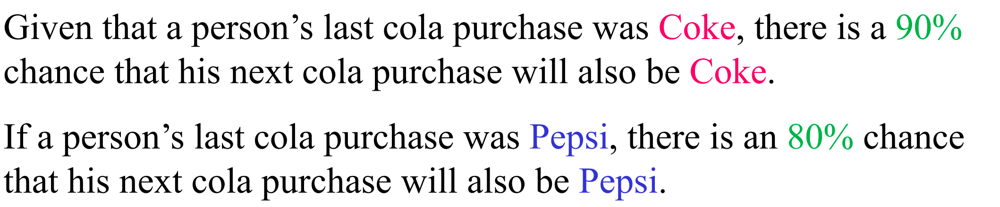 Given that a person’s last cola purchase was Coke, there is a 90%
chance that his next cola purchase will also be Coke.
If a person’s last cola purchase was Pepsi, there is an 80% chance
that his next cola purchase will also be Pepsi.